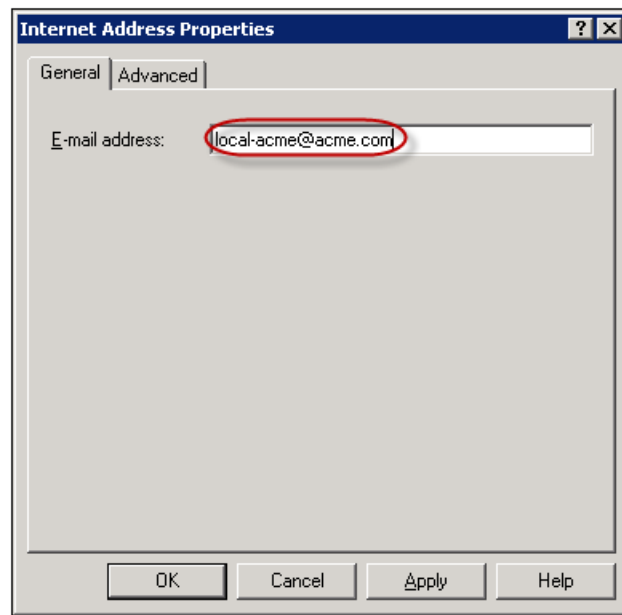 Internet Address Properties
General Advanced
E-mail address: local-acme@acme.com
OK Cancel Apply Help